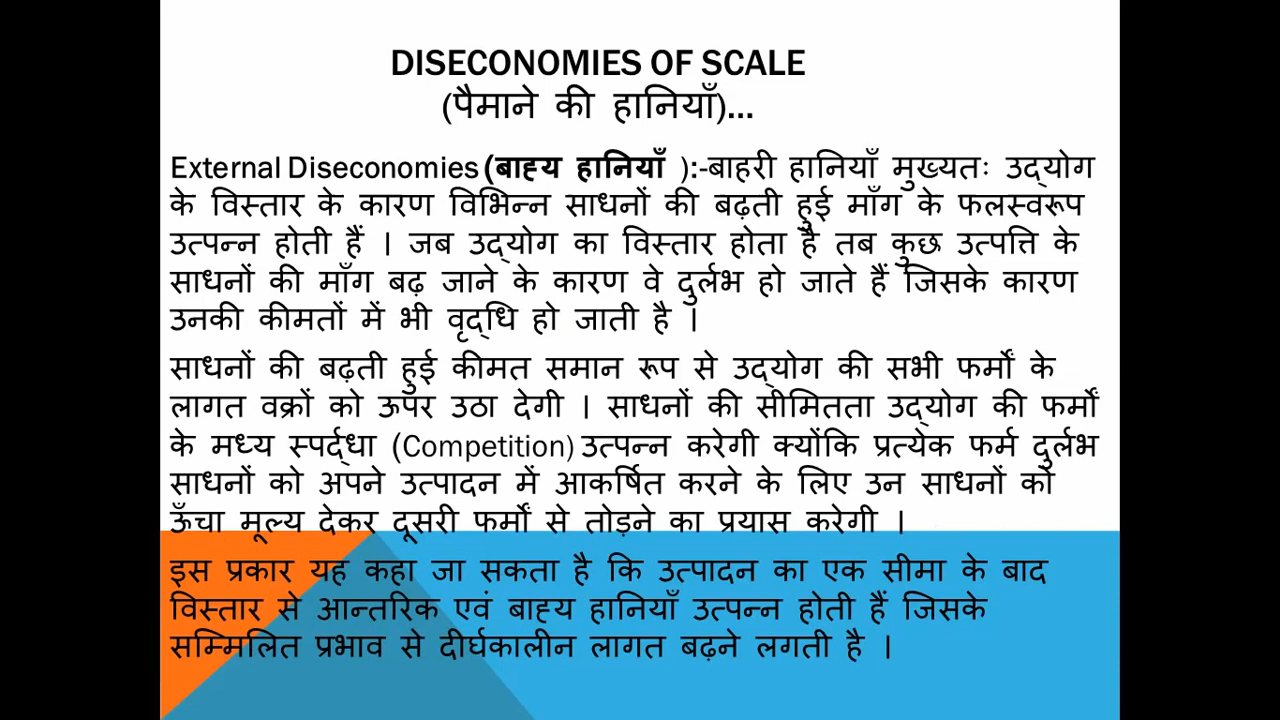 DISECONOMIES OF SCALE
(पैमाने की हानियाँ)...
External Diseconomies (बाह्य हानियाँ ):-बाहरी हानियाँ मुख्यतः उद्योग
के विस्तार के कारण विभिन्न साधनों की बढ़ती हुई माँग के फलस्वरूप
उत्पन्न होती हैं । जब उद्योग का विस्तार होता है तब कुछ उत्पत्ति के
साधनों की माँग बढ़ जाने के कारण वे दुर्लभ हो जाते हैं जिसके कारण
उनकी कीमतों में भी वृद्धि हो जाती है ।
साधनों की बढ़ती हुई कीमत समान रूप से उद्योग की सभी फर्मों के
लागत वक्रों को ऊपर उठा देगी । साधनों की सीमितता उद्योग की फर्मों
के मध्य स्पर्द्धा (Competition) उत्पन्न करेगी क्योंकि प्रत्येक फर्म दुर्लभ
साधनों को अपने उत्पादन में आकर्षित करने के लिए उन साधनों को
ऊँचा मूल्य देकर दूसरी फर्मों से तोड़ने का प्रयास करेगी ।
इस प्रकार यह कहा जा सकता है कि उत्पादन का एक सीमा के बाद
विस्तार से आन्तरिक एवं बाह्य हानियाँ उत्पन्न होती हैं जिसके
सम्मिलित प्रभाव से दीर्घकालीन लागत बढ़ने लगती है ।